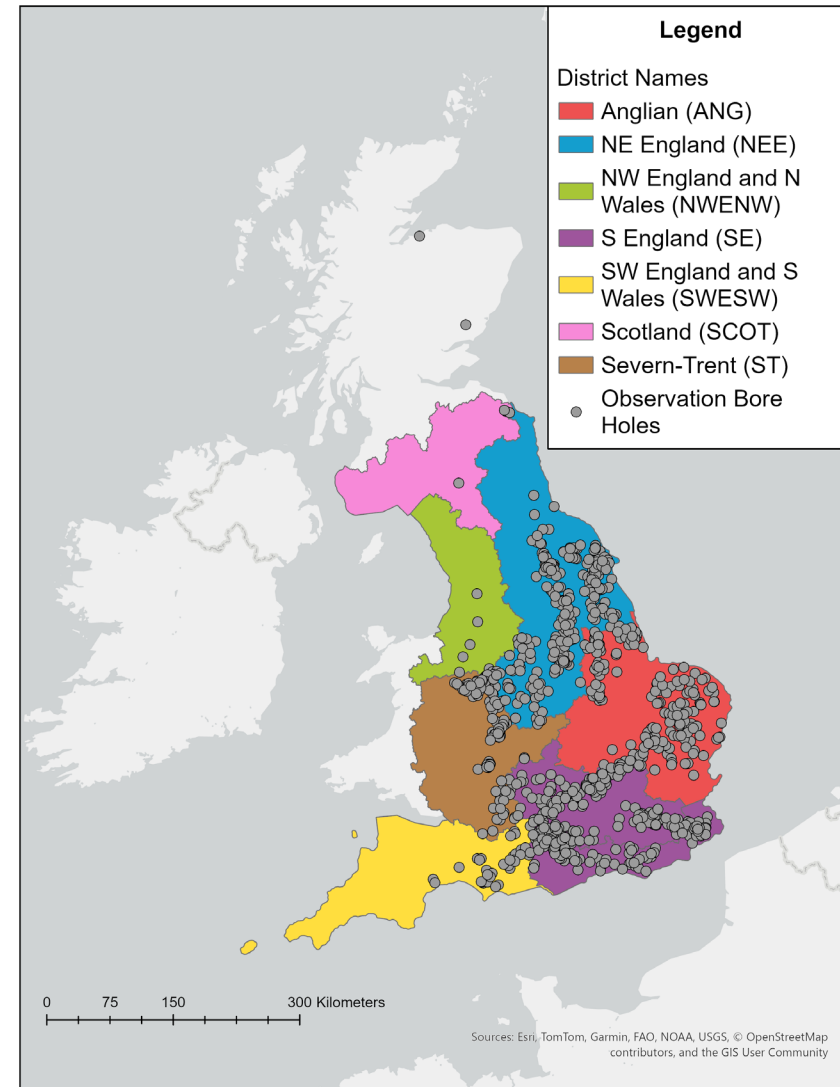 Legend
District Names
Anglian (ANG)
NE England (NEE)
NW England and N
Wales (NWENW)
S England (SE)
SW England and S
Wales (SWESW)
Scotland (SCOT)
Severn-Trent (ST)
Observation Bore
Holes
0 75 150 300 Kilometers
Sources: Esri, TomTom, Garmin, FAO, NOAA, USGS, © OpenStreetMap
contributors, and the GIS User Community